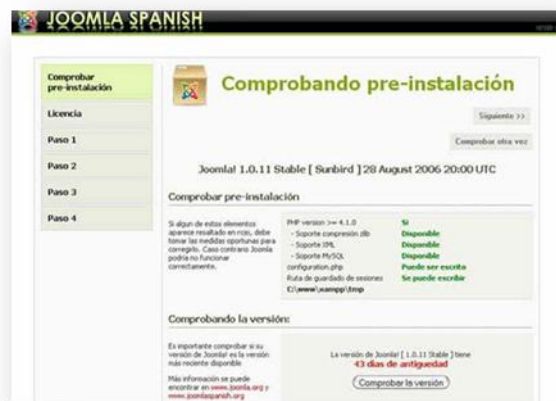 JOOMLA SPANISH
Comprobar
pre-instalación
Licencia
Paso 1
Paso 2
Paso 3
Paso 4
Comprobando pre-instalación
Siguiente >>
Comprobar otra vez
Joomla! 1.0.11 Stable [ Sunbird ] 28 August 2006 20:00 UTC
Comprobar pre-instalación
Si algun de estos elementos
aparece resaltado en rojo, debe
tomar las medidas oportunas para
corregirlo. Caso contrario Joomla
podría no funcionar
correctamente.
PHP version >= 4.1.0 Si
- Soporte compresión zlib Disponible
- Soporte XML Disponible
- Soporte MySQL Disponible
configuration.php Puede ser escrito
Ruta de guardado de sesiones Se puede escribir
C:\www\xampp\tmp
Comprobando la versión:
Es importante comprobar si su
versión de Joomla! es la versión
más reciente disponible
Más información se puede
encontrar en www.joomla.org y
www.joomlaspanish.org
La versión de Joomla! [ 1.0.11 Stable ] tiene
43 días de antiguedad
Comprobar la versión